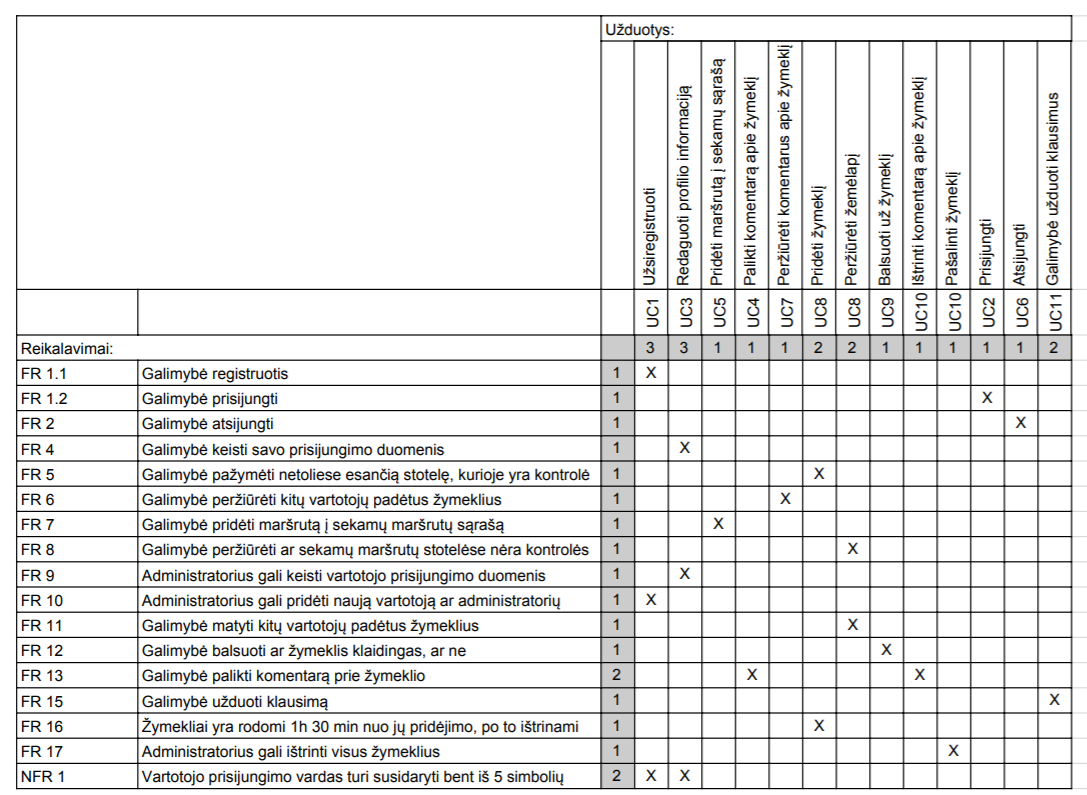 Užduotys:
Užsiregistruoti
Redaguoti profilio informaciją
Pridėti maršrutą į sekamų sąrašą
Palikti komentarą apie žymeklį
Peržiūrėti komentarus apie žymeklį
Pridėti žymeklį
Peržiūrėti žemėlapį
Balsuoti už žymeklį
Ištrinti komentarą apie žymeklį
Pašalinti žymeklį
Prisijungti
Atsijungti
Galimybė užduoti klausimus
UC1 UC3 UC5 UC4 UC7 UC8 UC8 UC9 UC10 UC10 UC2 UC6 UC11
Reikalavimai: 3 3 1 1 1 2 2 1 1 1 1 1 2
FR 1.1 Galimybė registruotis 1 X
FR 1.2 Galimybė prisijungti 1 X
FR 2 Galimybė atsijungti 1 X
FR 4 Galimybė keisti savo prisijungimo duomenis 1 X
FR 5 Galimybė pažymėti netoliese esančią stotelę, kurioje yra kontrolė 1 X
FR 6 Galimybė peržiūrėti kitų vartotojų padėtus žymeklius 1 X
FR 7 Galimybė pridėti maršrutą į sekamų maršrutų sąrašą 1 X
FR 8 Galimybė peržiūrėti ar sekamų maršrutų stotelėse nėra kontrolės 1 X
FR 9 Administratorius gali keisti vartotojo prisijungimo duomenis 1 X
FR 10 Administratorius gali pridėti naują vartotoją ar administratorių 1 X
FR 11 Galimybė matyti kitų vartotojų padėtus žymeklius 1 X
FR 12 Galimybė balsuoti ar žymeklis klaidingas, ar ne 1 X
FR 13 Galimybė palikti komentarą prie žymeklio 2 X X
FR 15 Galimybė užduoti klausimą 1 X
FR 16 Žymekliai yra rodomi 1h 30 min nuo jų pridėjimo, po to ištrinami 1 X
FR 17 Administratorius gali ištrinti visus žymeklius 1 X
NFR 1 Vartotojo prisijungimo vardas turi susidaryti bent iš 5 simbolių 2 X X